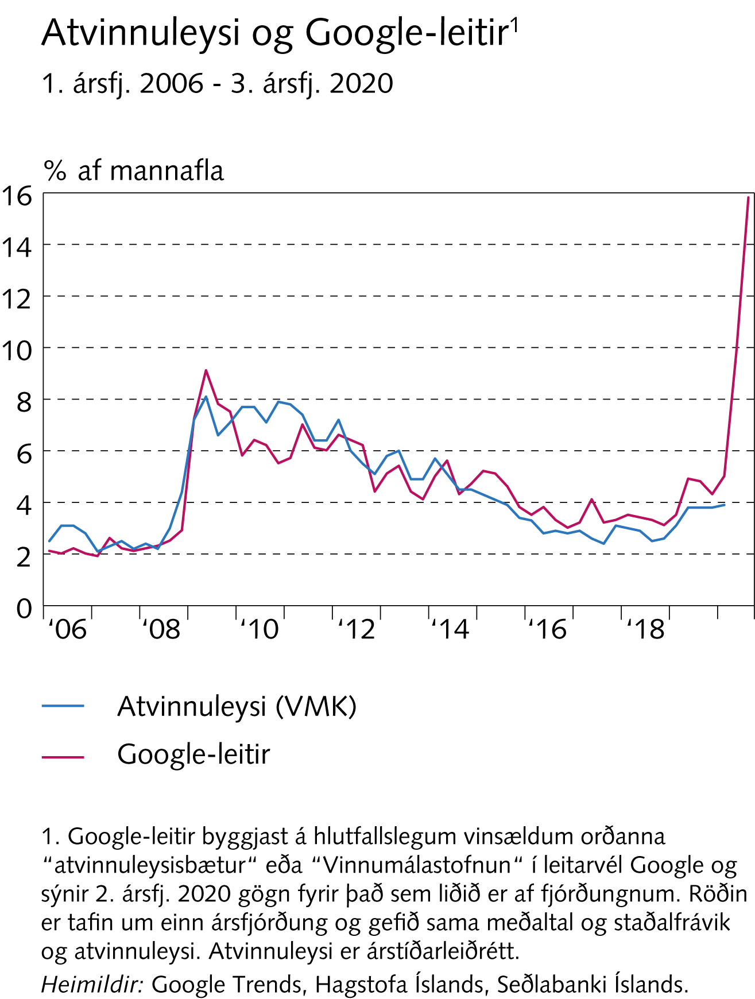 Atvinnuleysi og Google-leitir¹
1. ársfj. 2006 - 3. ársfj. 2020
% af mannafla
16
14
12
10
8
6
4
2
0
‘06 ‘08 ‘10 ‘12 ‘14 ‘16 ‘18
Atvinnuleysi (VMK)
Google-leitir
1. Google-leitir byggjast á hlutfallslegum vinsældum orðanna
“atvinnuleysisbætur“ eða “Vinnumálastofnun“ í leitarvél Google og
sýnir 2. ársfj. 2020 gögn fyrir það sem liðið er af fjórðungnum. Röðin
er tafin um einn ársfjórðung og gefið sama meðaltal og staðalfrávik
og atvinnuleysi. Atvinnuleysi er árstíðarleiðrétt.
Heimildir: Google Trends, Hagstofa Íslands, Seðlabanki Íslands.